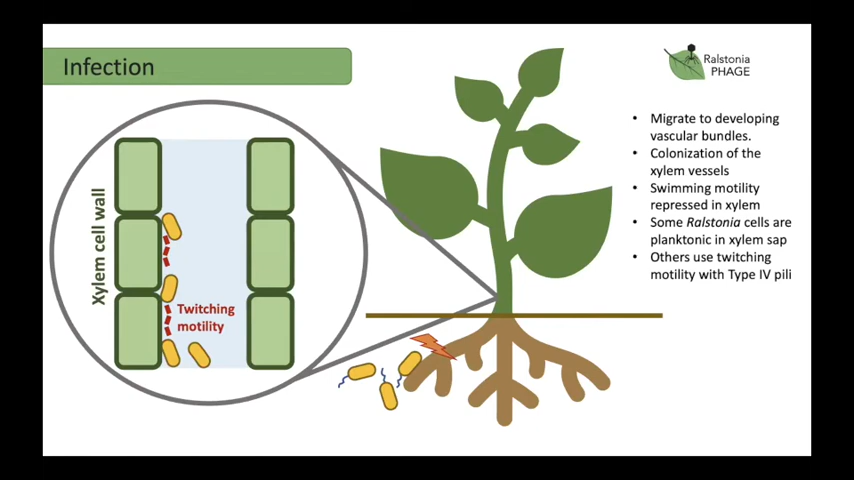 Infection
Ralstonia
PHAGE
Xylem cell wall
Twitching
motility
• Migrate to developing
vascular bundles.
• Colonization of the
xylem vessels
• Swimming motility
repressed in xylem
• Some Ralstonia cells are
planktonic in xylem sap
• Others use twitching
motility with Type IV pili